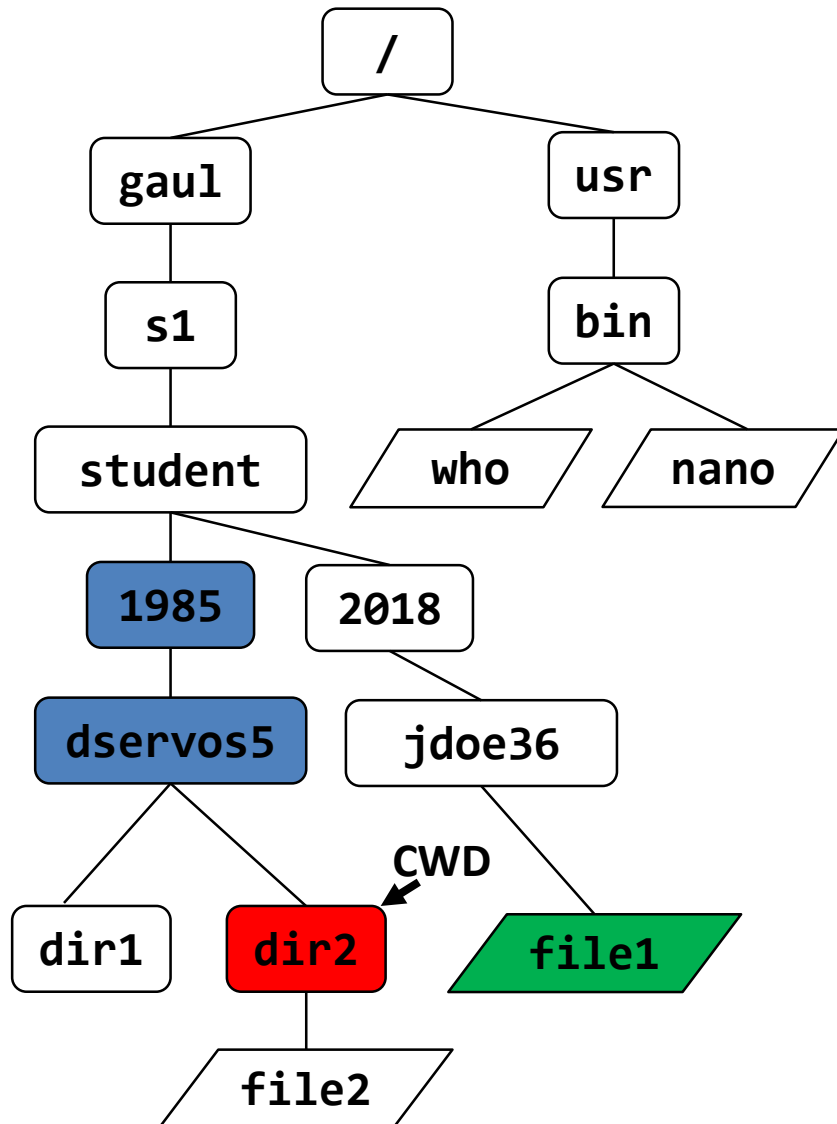 /
gaul
usr
s1
bin
student
who
nano
1985
2018
dservos5
jdoe36
CWD
dir1
dir2
file1
file2